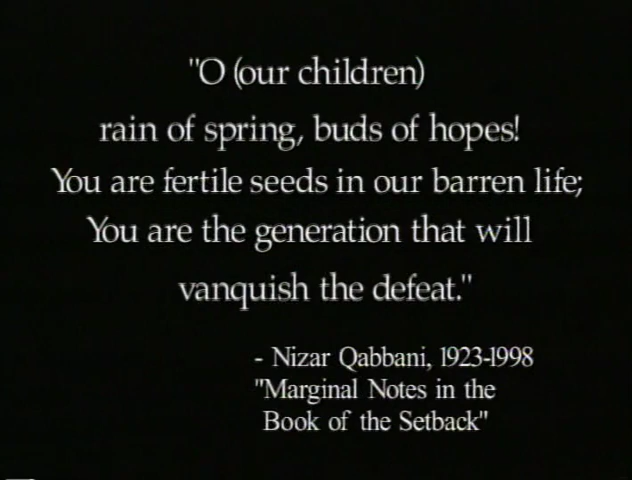 "O (our children)
rain of spring, buds of hopes!
You are fertile seeds in our barren life;
You are the generation that will
vanquish the defeat."
- Nizar Qabbani, 1923-1998
"Marginal Notes in the
Book of the Setback"